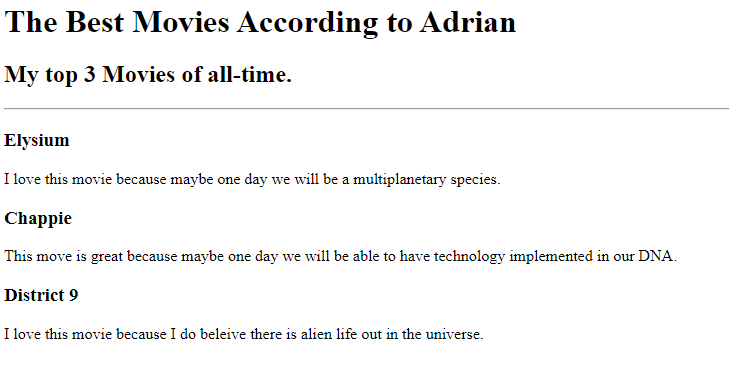 The Best Movies According to Adrian
My top 3 Movies of all-time.
Elysium
I love this movie because maybe one day we will be a multiplanetary species.
Chappie
This move is great because maybe one day we will be able to have technology implemented in our DNA.
District 9
I love this movie because I do beleive there is alien life out in the universe.